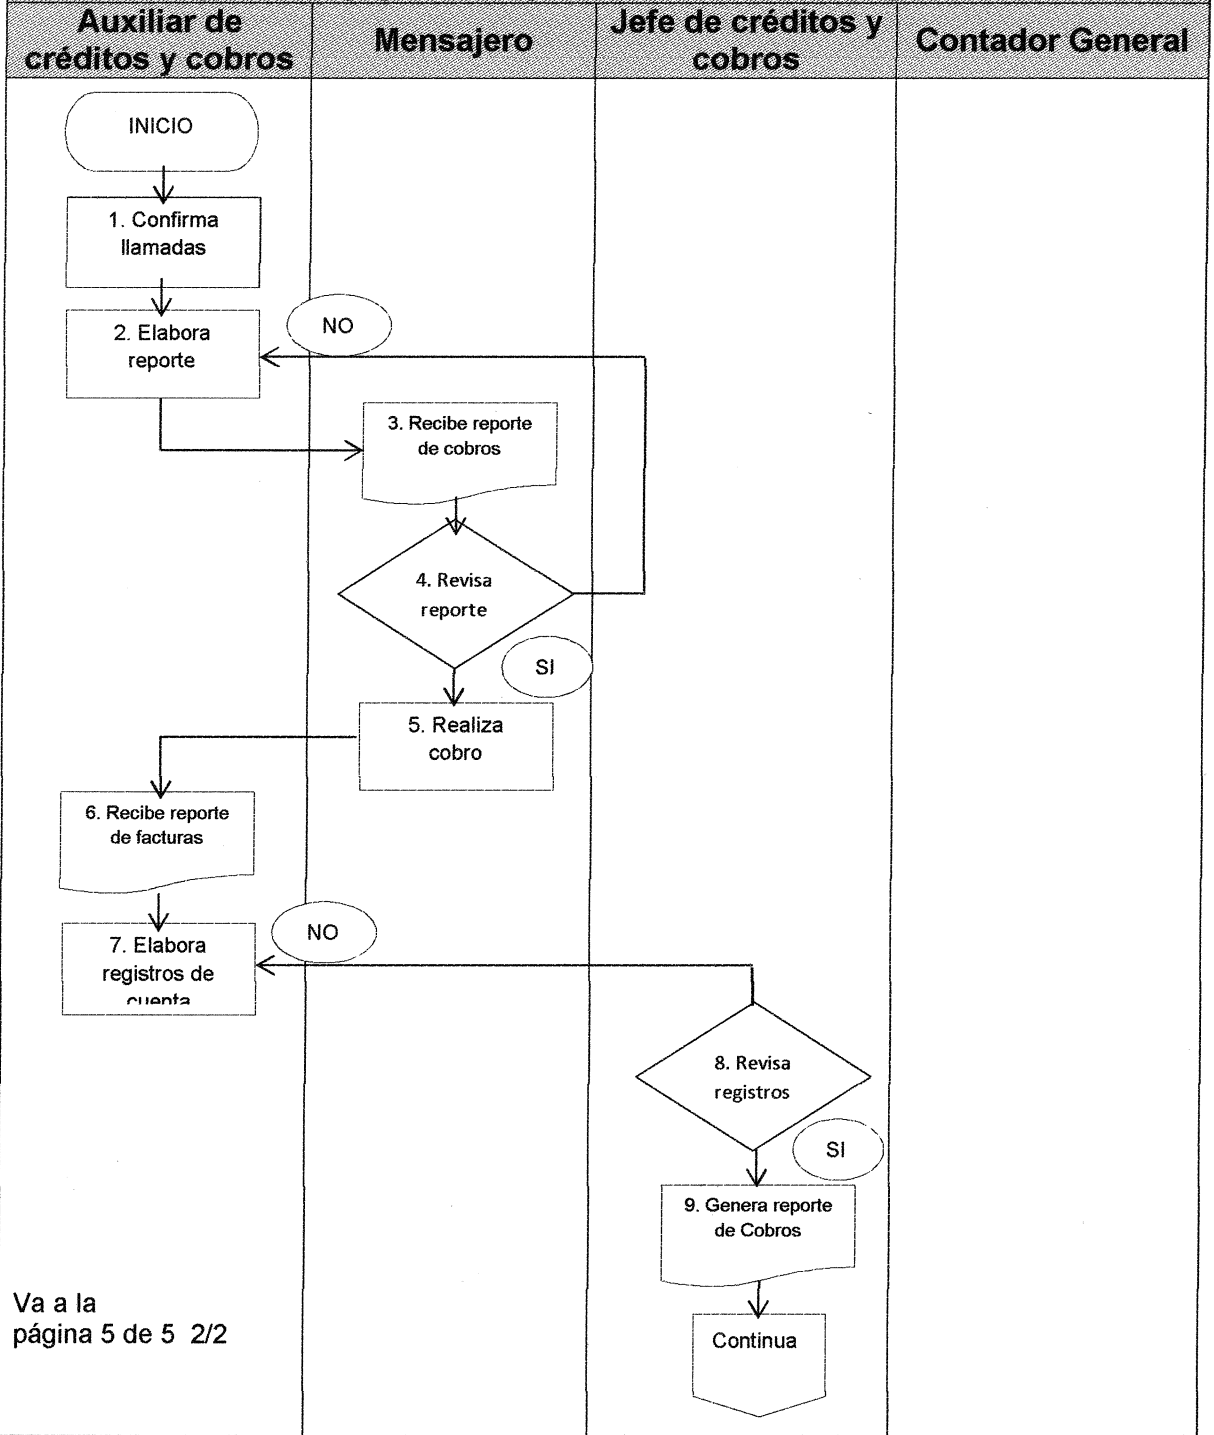 Auxiliar de
créditos y cobros
Mensajero
Jefe de créditos y
cobros
Contador General
INICIO
1. Confirma
llamadas
2. Elabora
reporte
NO
3. Recibe reporte
de cobros
4. Revisa
reporte
SI
5. Realiza
cobro
6. Recibe reporte
de facturas
7. Elabora
registros de
cuenta
NO
8. Revisa
registros
SI
9. Genera reporte
de Cobros
Continua
Va a la
página 5 de 5 2/2